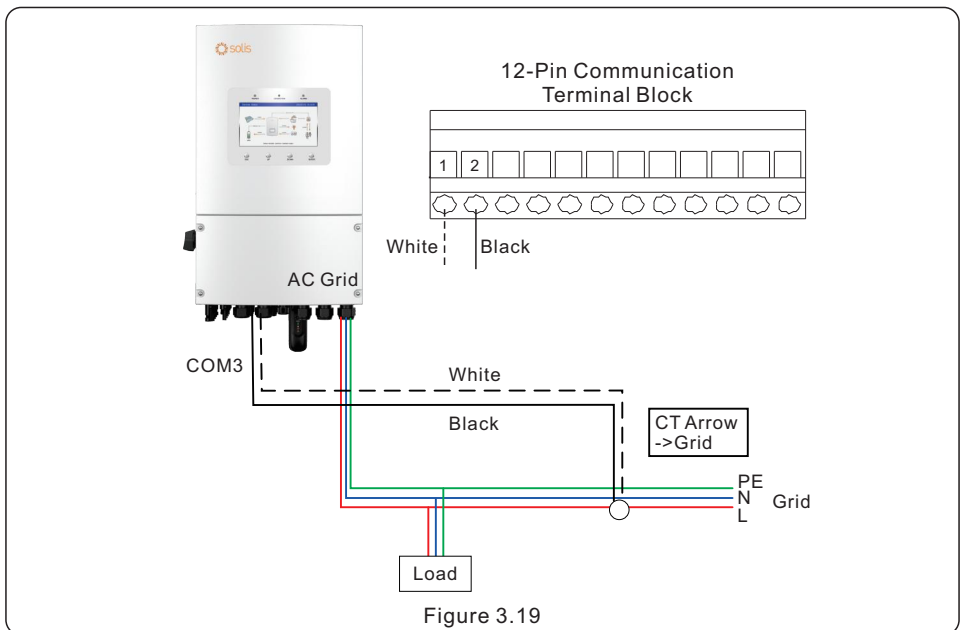 solis
12-Pin Communication
Terminal Block
1 2
White Black
AC Grid
COM3
White
Black
CT Arrow
->Grid
PE
N
L
Grid
Load
Figure 3.19